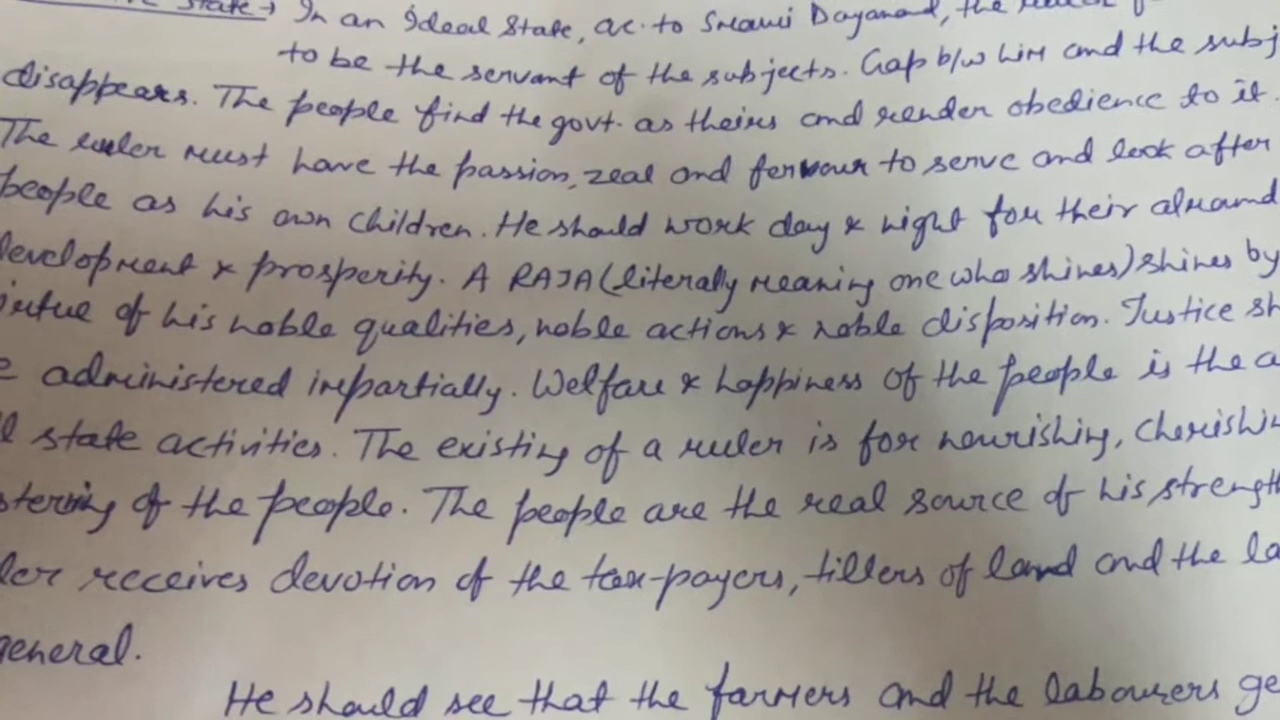 State → In an Ideal State, ac. to Swami Dayanand, the
to be the servant of the subjects. Gap b/w him and the subj
disappears. The people find the govt. as theirs and render obedience to it.
The ruler must have the passion, zeal and fervour to serve and look after
people as his own children. He should work day & night for their alround
development & prosperity. A RAJA (literally meaning one who shines) shines by
virtue of his noble qualities, noble actions & noble disposition. Justice sh
e administered impartially. Welfare & happiness of the people is the a
l state activities. The existing of a ruler is for nourishing, cherishin
stering of the people. The people are the real source of his strength
ler receives devotion of the tax-payers, tillers of land and the la
general.
He should see that the farmers and the labourers ge